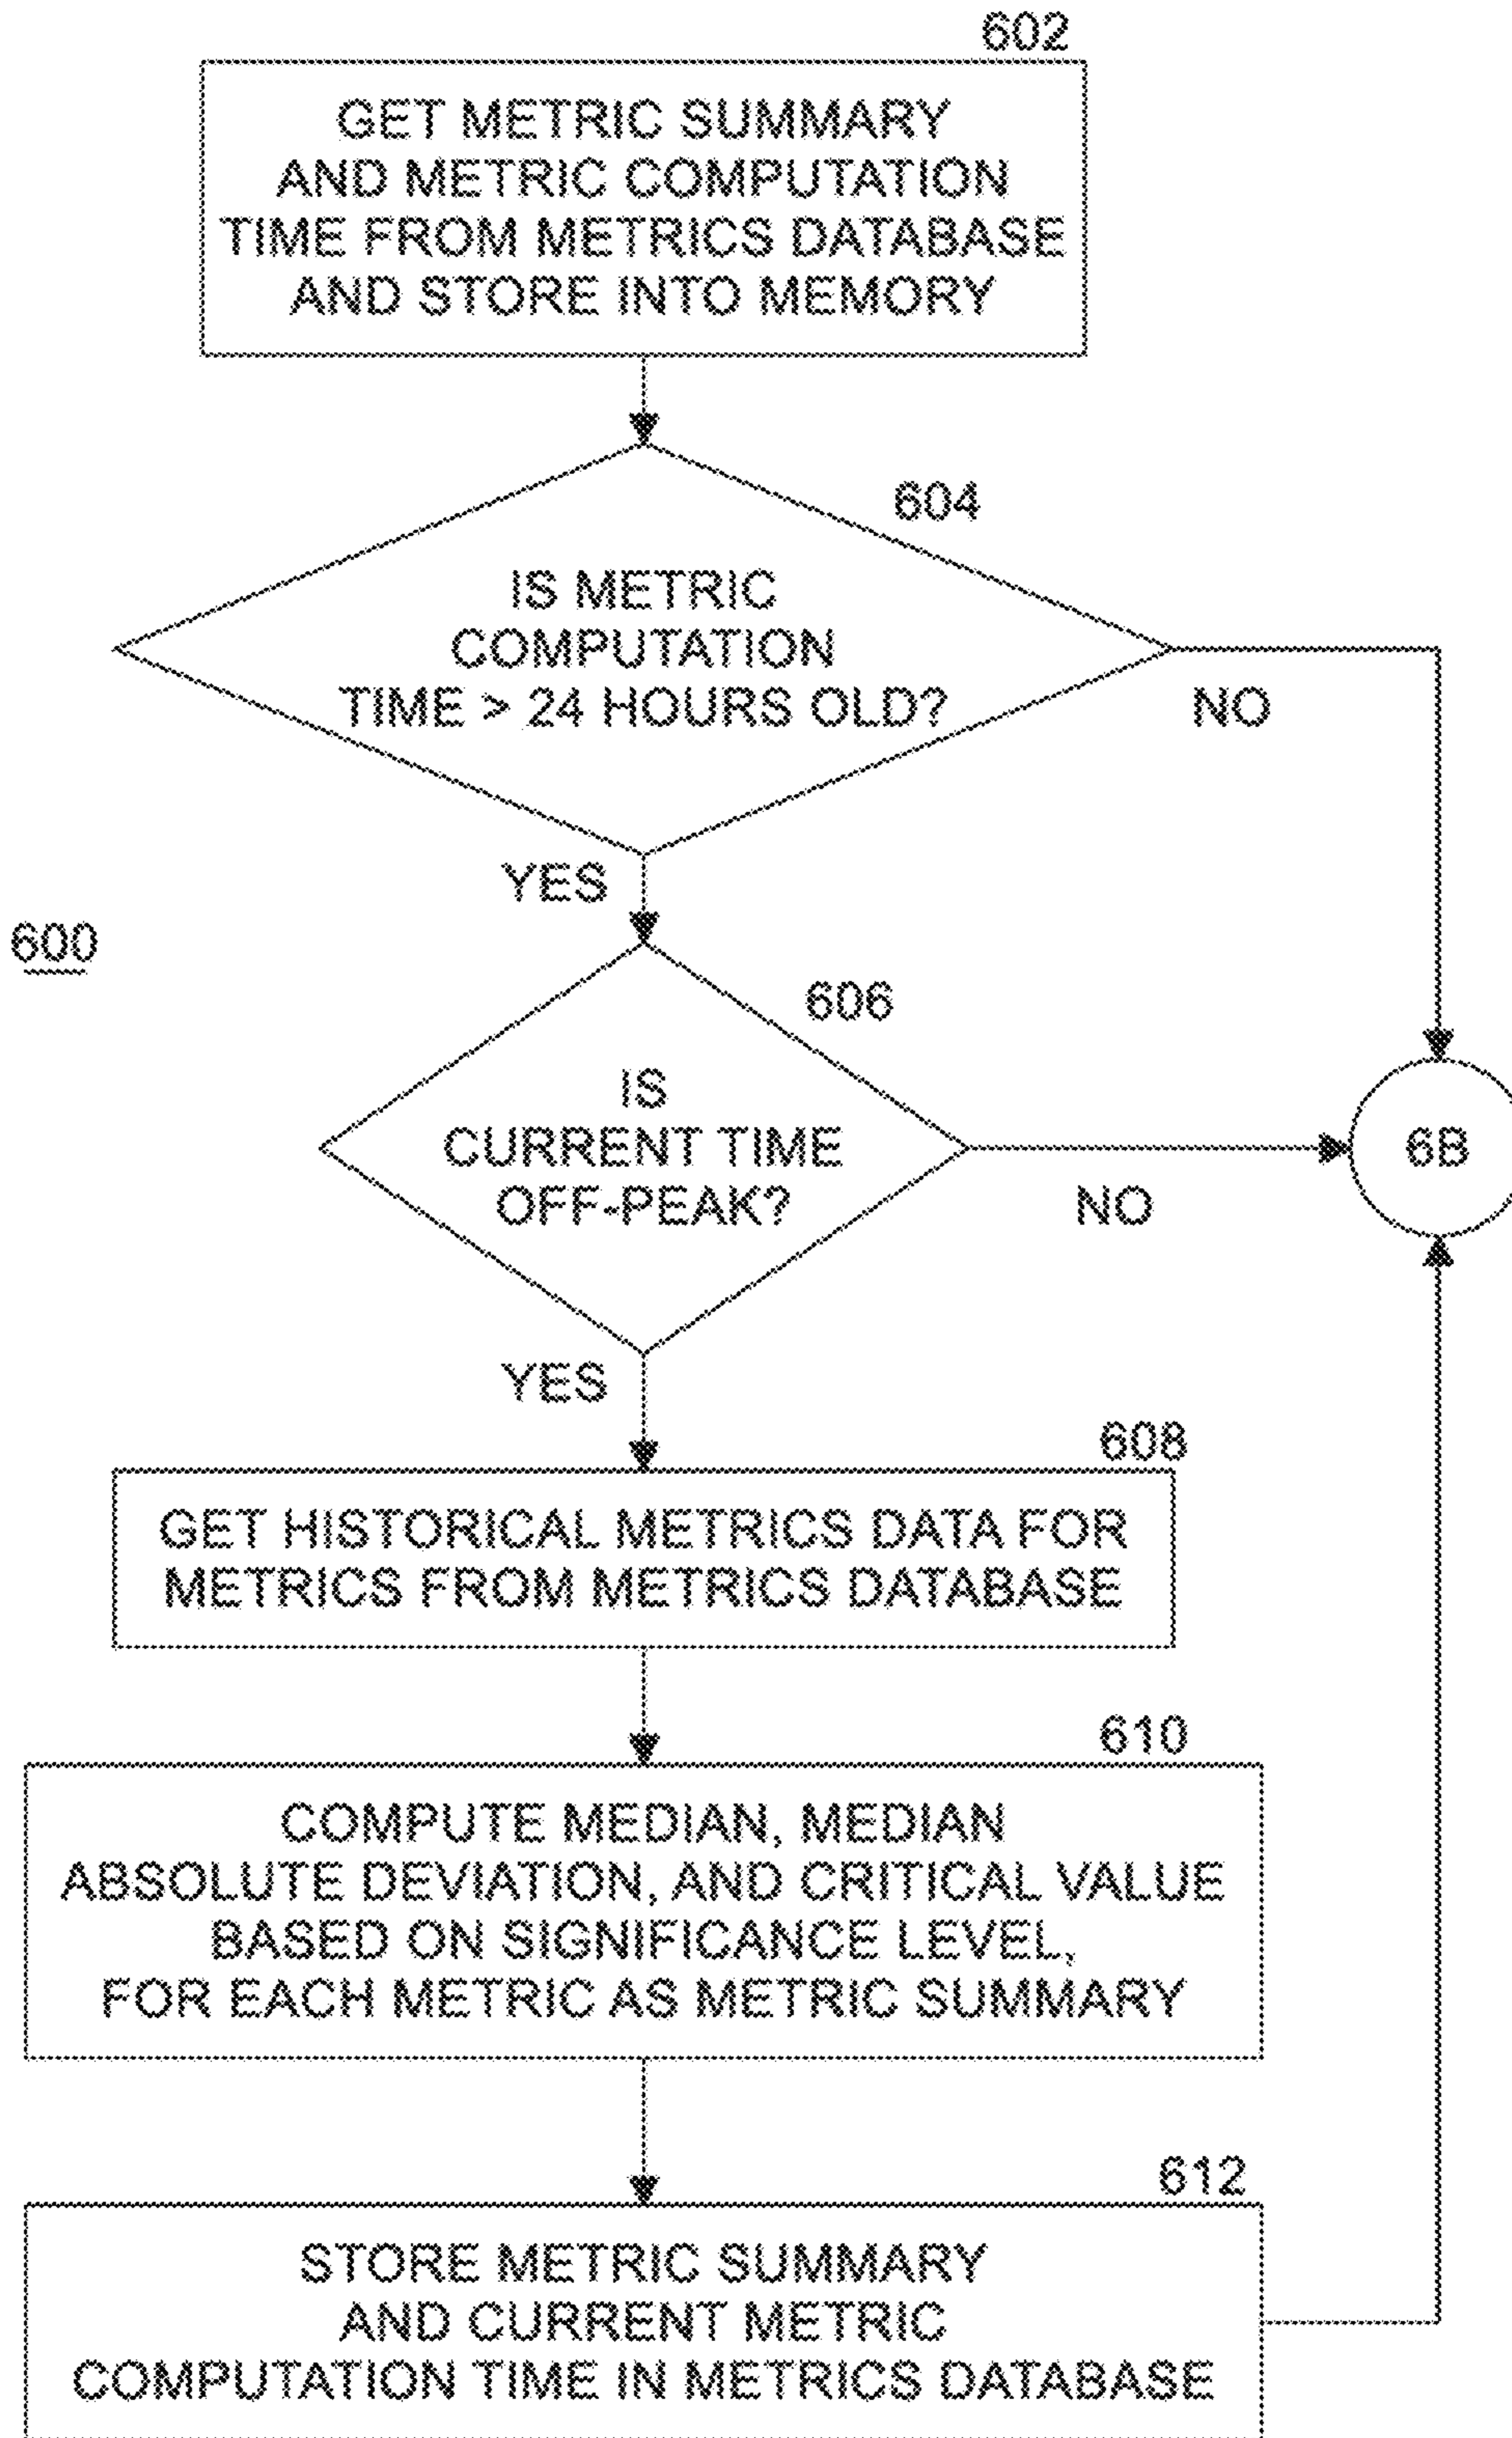 602
GET METRIC SUMMARY
AND METRIC COMPUTATION
TIME FROM METRICS DATABASE
AND STORE INTO MEMORY
604
IS METRIC
COMPUTATION
TIME > 24 HOURS OLD?
NO
YES
600
606
IS
CURRENT TIME
OFF-PEAK?
NO
6B
YES
608
GET HISTORICAL METRICS DATA FOR
METRICS FROM METRICS DATABASE
610
COMPUTE MEDIAN, MEDIAN
ABSOLUTE DEVIATION, AND CRITICAL VALUE
BASED ON SIGNIFICANCE LEVEL,
FOR EACH METRIC AS METRIC SUMMARY
612
STORE METRIC SUMMARY
AND CURRENT METRIC
COMPUTATION TIME IN METRICS DATABASE